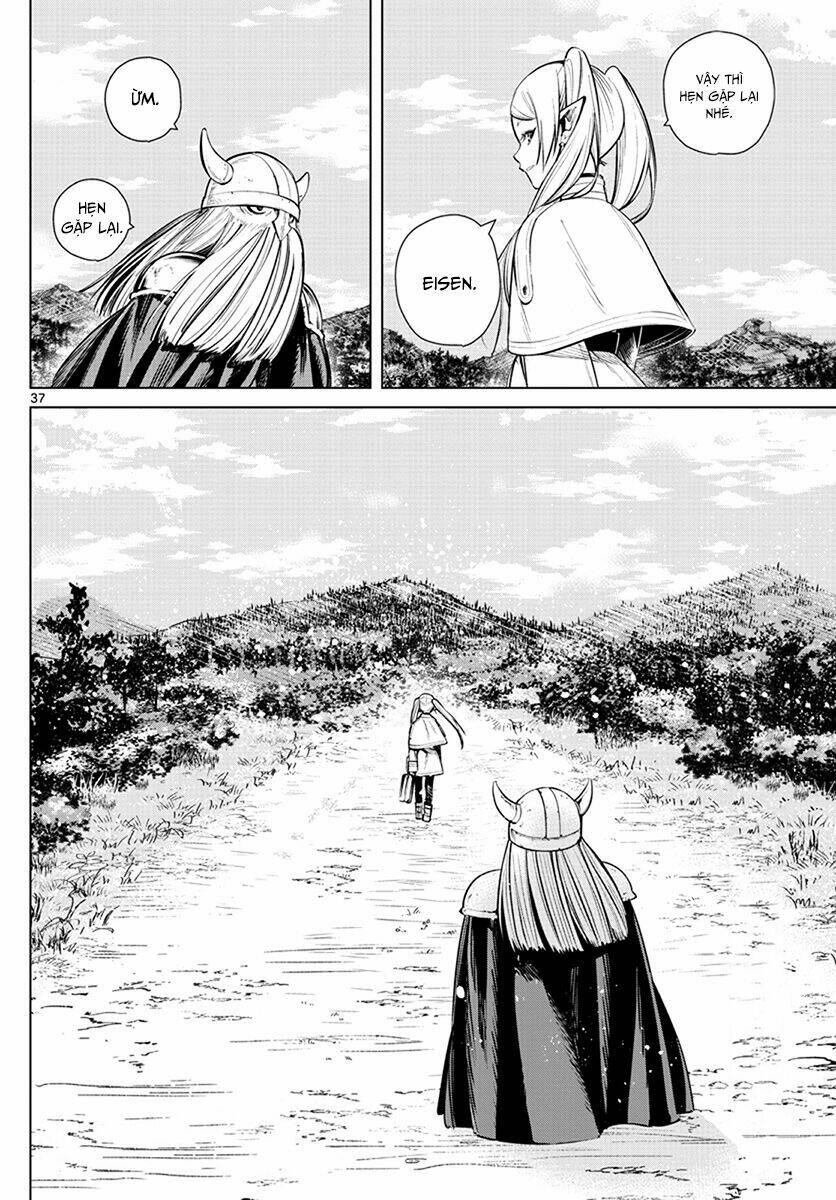 VẬY THÌ
HẸN GẶP LẠI
NHÉ.
EISEN.
ỪM.
HẸN
GẶP LẠI.
37